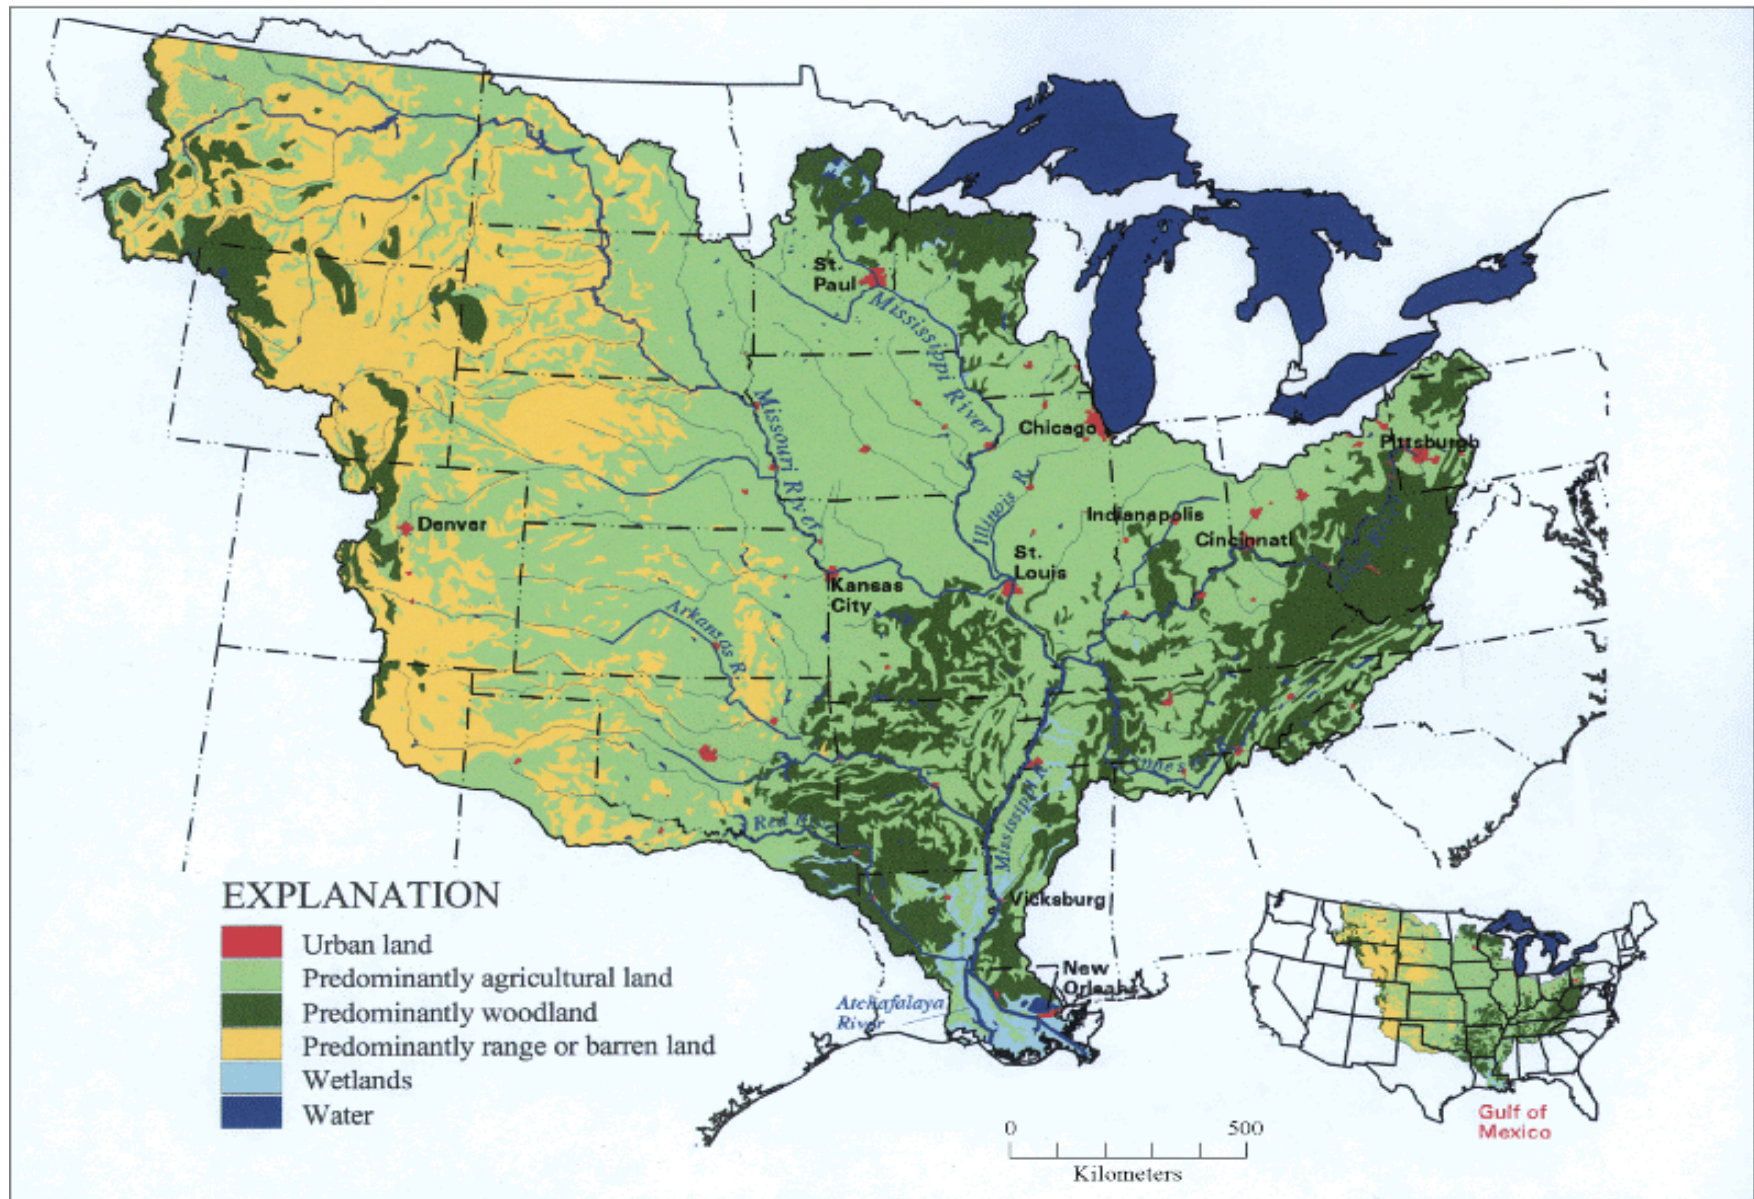 St.
Paul
Mississippi River
Missouri River
Chicago
Pittsburgh
Illinois R.
Denver
Indianapolis
Cincinnati
Ohio River
St.
Louis
Kansas
City
Arkansas R.
Mississippi R.
Red
Vicksburg
New
Orleans
Atchafalaya
River
EXPLANATION
Urban land
Predominantly agricultural land
Predominantly woodland
Predominantly range or barren land
Wetlands
Water
Gulf of
Mexico
0 500
Kilometers